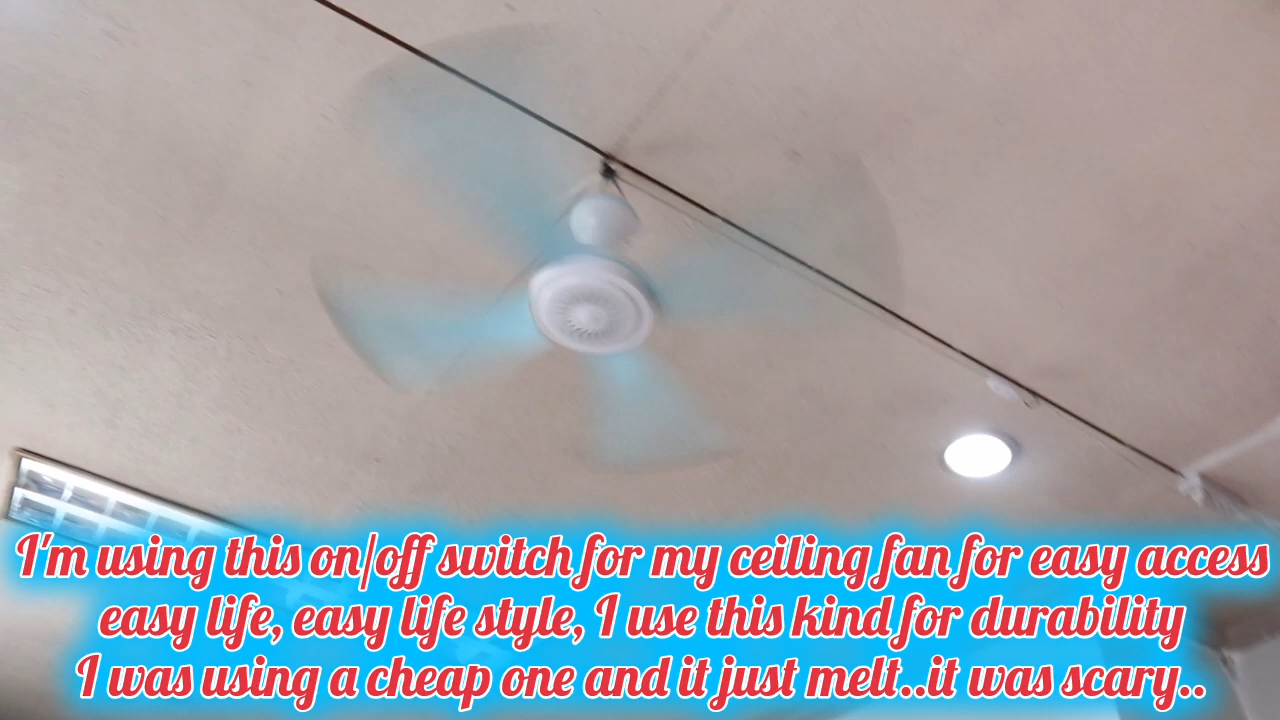 I'm using this on/off switch for my ceiling fan for easy access
easy life, easy life style, I use this kind for durability
I was using a cheap one and it just melt..it was scary..